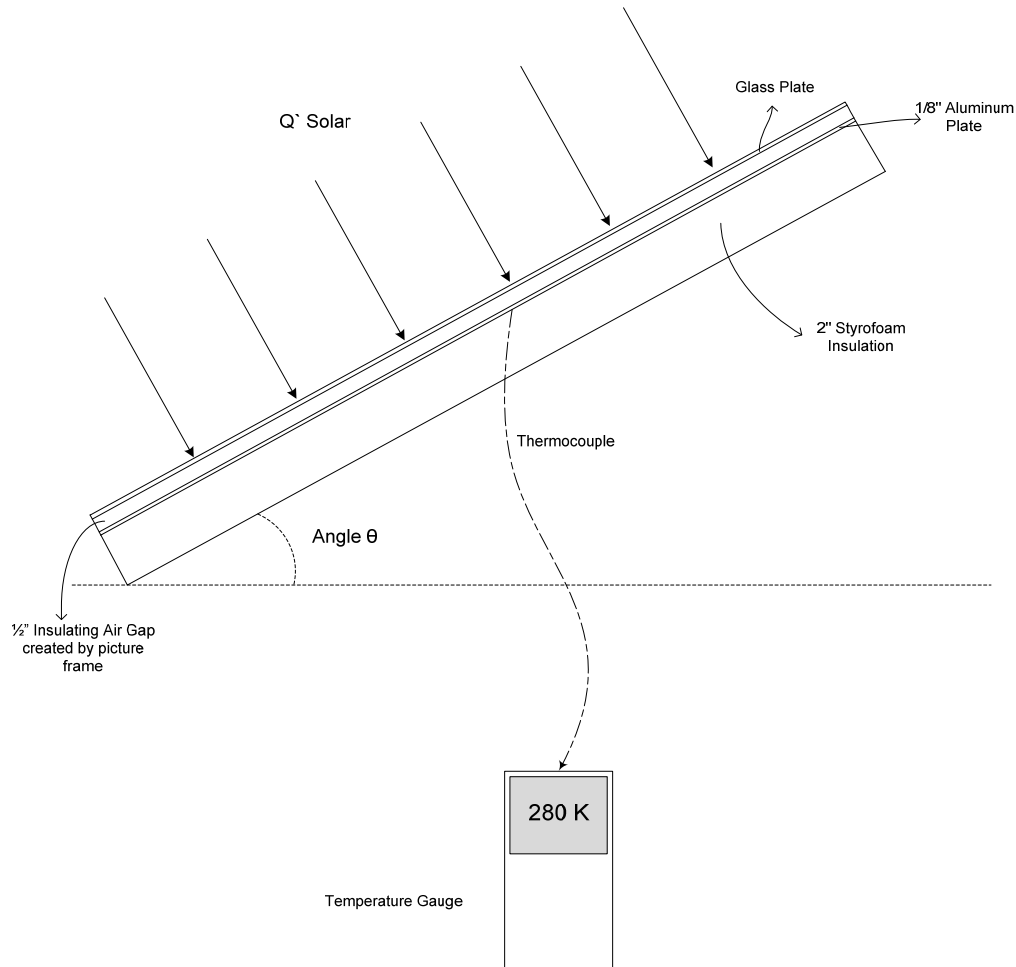 Glass Plate
1/8" Aluminum
Plate
Q` Solar
2" Styrofoam
Insulation
Thermocouple
Angle θ
½” Insulating Air Gap
created by picture
frame
280 K
Temperature Gauge